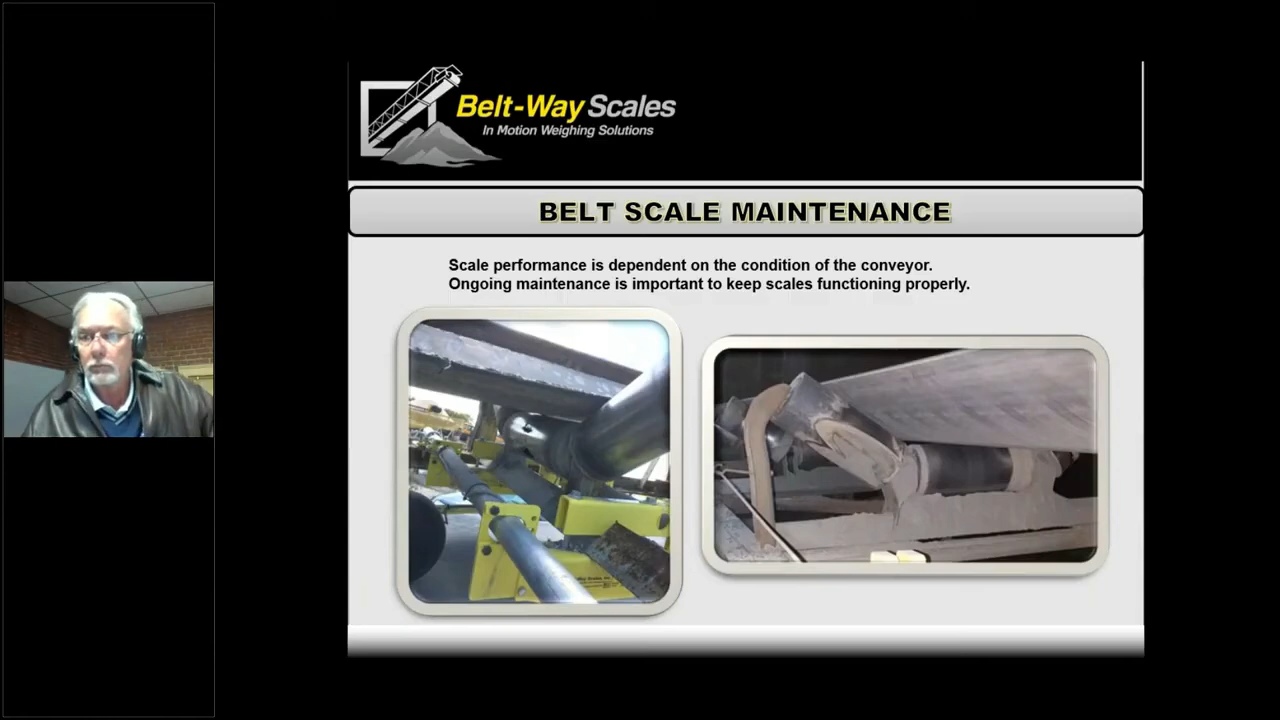 Belt-Way Scales
In Motion Weighing Solutions
BELT SCALE MAINTENANCE
Scale performance is dependent on the condition of the conveyor.
Ongoing maintenance is important to keep scales functioning properly.